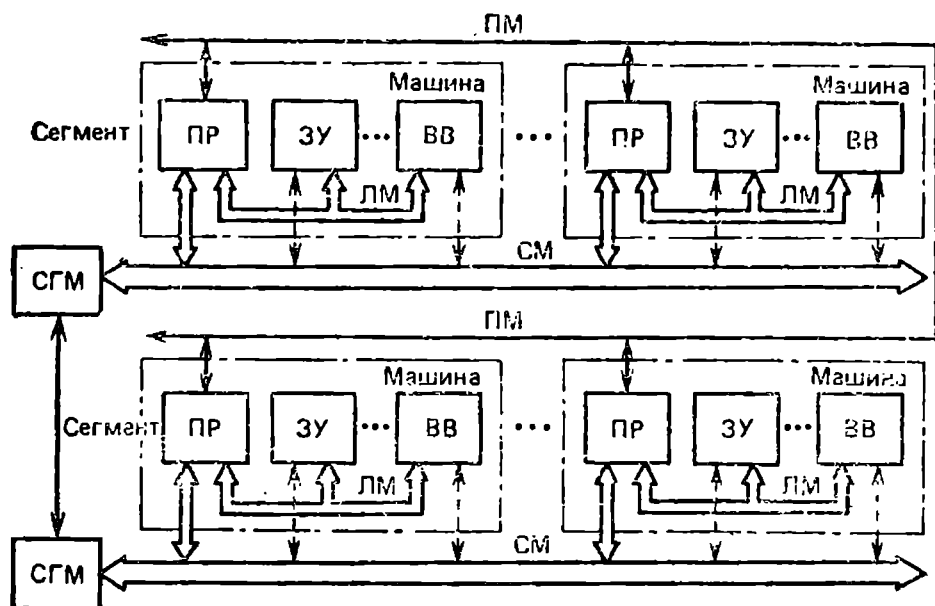 ПМ
Машина
Машина
Сегмент
ПР
ЗУ
...
ВВ
...
ПР
ЗУ
...
ВВ
ЛМ
ЛМ
СМ
СГМ
ПМ
Машина
Машина
Сегмент
ПР
ЗУ
...
ВВ
...
ПР
ЗУ
...
ВВ
ЛМ
ЛМ
СМ
СГМ